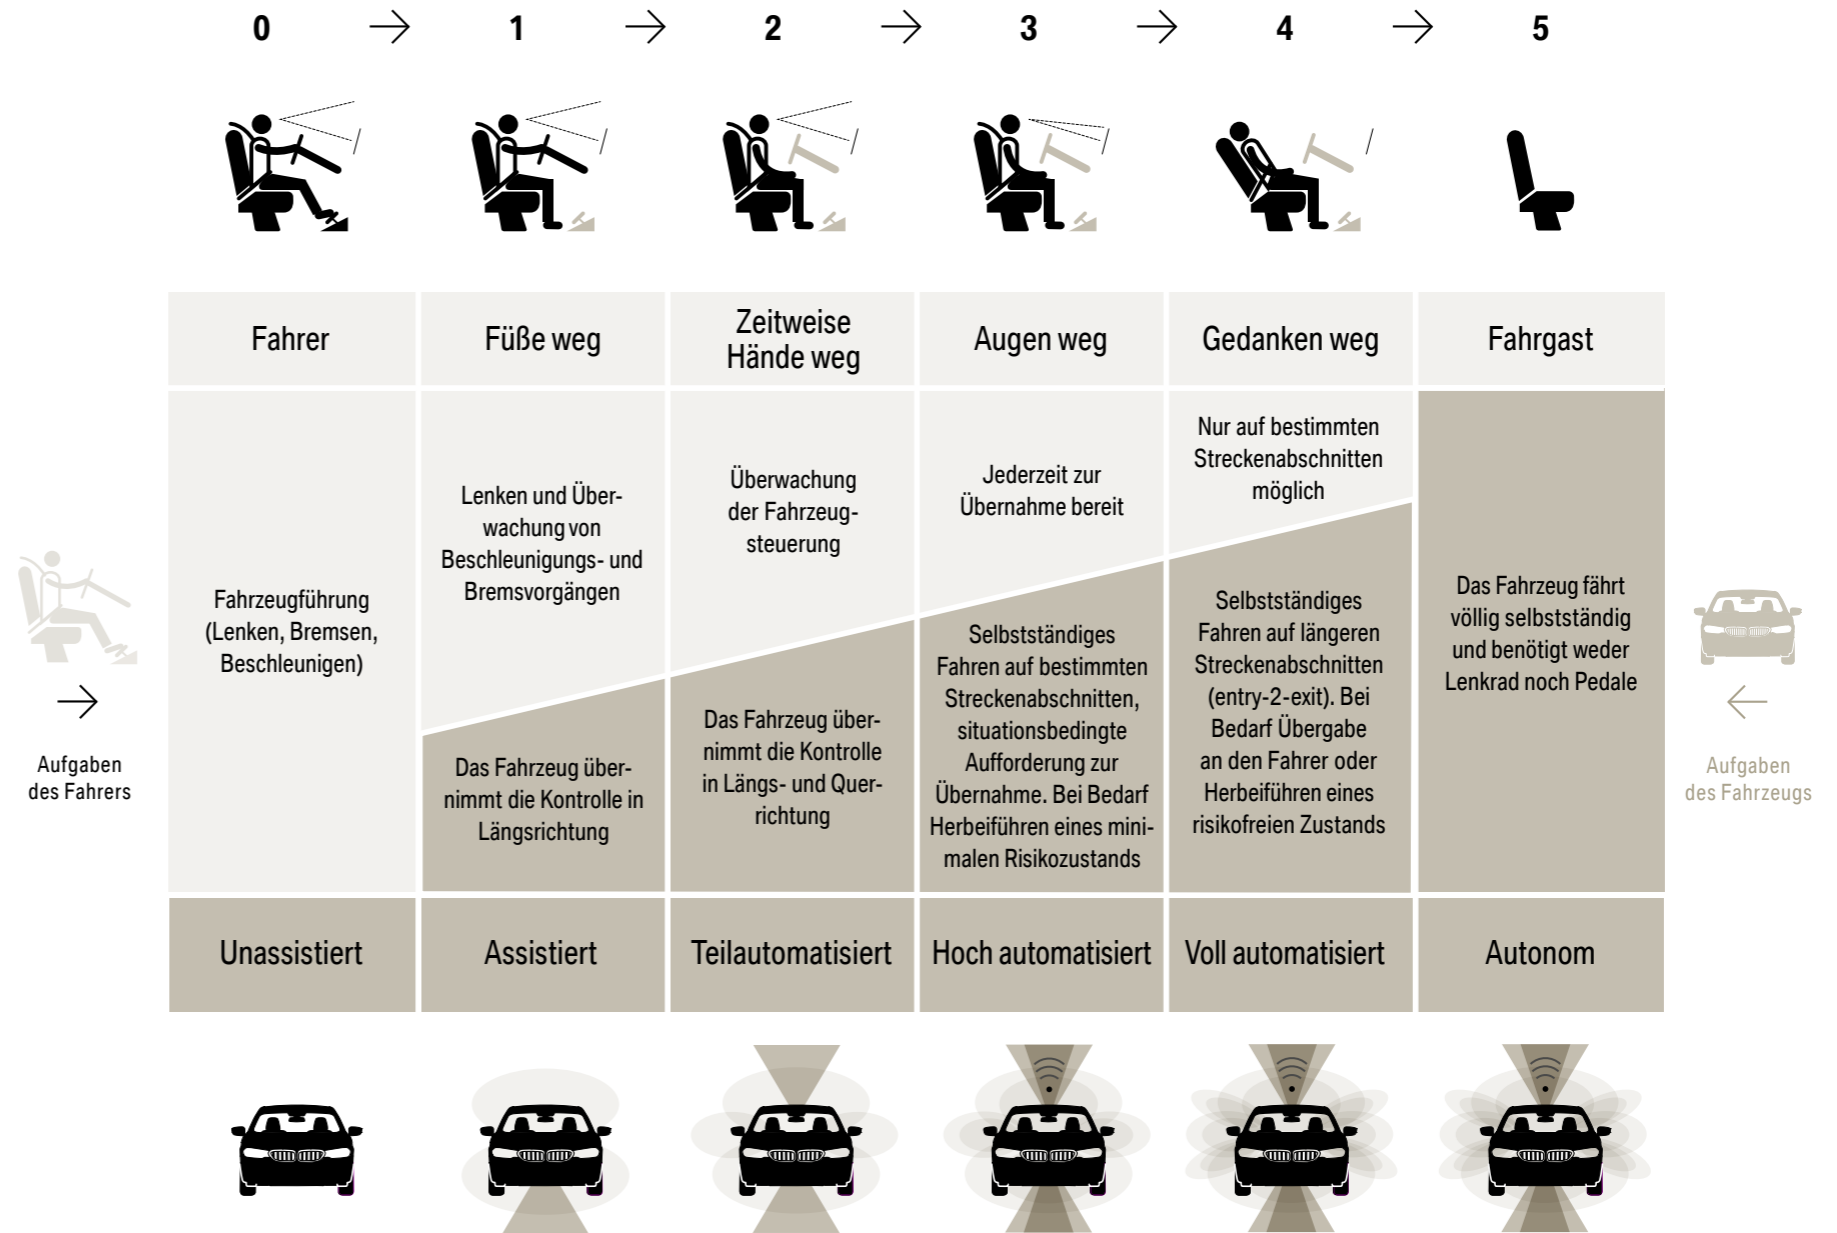 0 → 1 → 2 → 3 → 4 → 5
Fahrer
Füße weg
Zeitweise
Hände weg
Augen weg
Gedanken weg
Fahrgast
Aufgaben
des Fahrers
Fahrzeugführung
(Lenken, Bremsen,
Beschleunigen)
Lenken und Über-
wachung von
Beschleunigungs- und
Bremsvorgängen
Das Fahrzeug über-
nimmt die Kontrolle in
Längsrichtung
Überwachung
der Fahrzeug-
steuerung
Das Fahrzeug über-
nimmt die Kontrolle
in Längs- und Quer-
richtung
Jederzeit zur
Übernahme bereit
Selbstständiges
Fahren auf bestimmten
Streckenabschnitten,
situationsbedingte
Aufforderung zur
Übernahme. Bei Bedarf
Herbeiführen eines mini-
malen Risikozustands
Nur auf bestimmten
Streckenabschnitten
möglich
Selbstständiges
Fahren auf längeren
Streckenabschnitten
(entry-2-exit). Bei
Bedarf Übergabe
an den Fahrer oder
Herbeiführen eines
risikofreien Zustands
Das Fahrzeug fährt
völlig selbstständig
und benötigt weder
Lenkrad noch Pedale
Aufgaben
des Fahrzeugs
Unassistiert
Assistiert
Teilautomatisiert
Hoch automatisiert
Voll automatisiert
Autonom